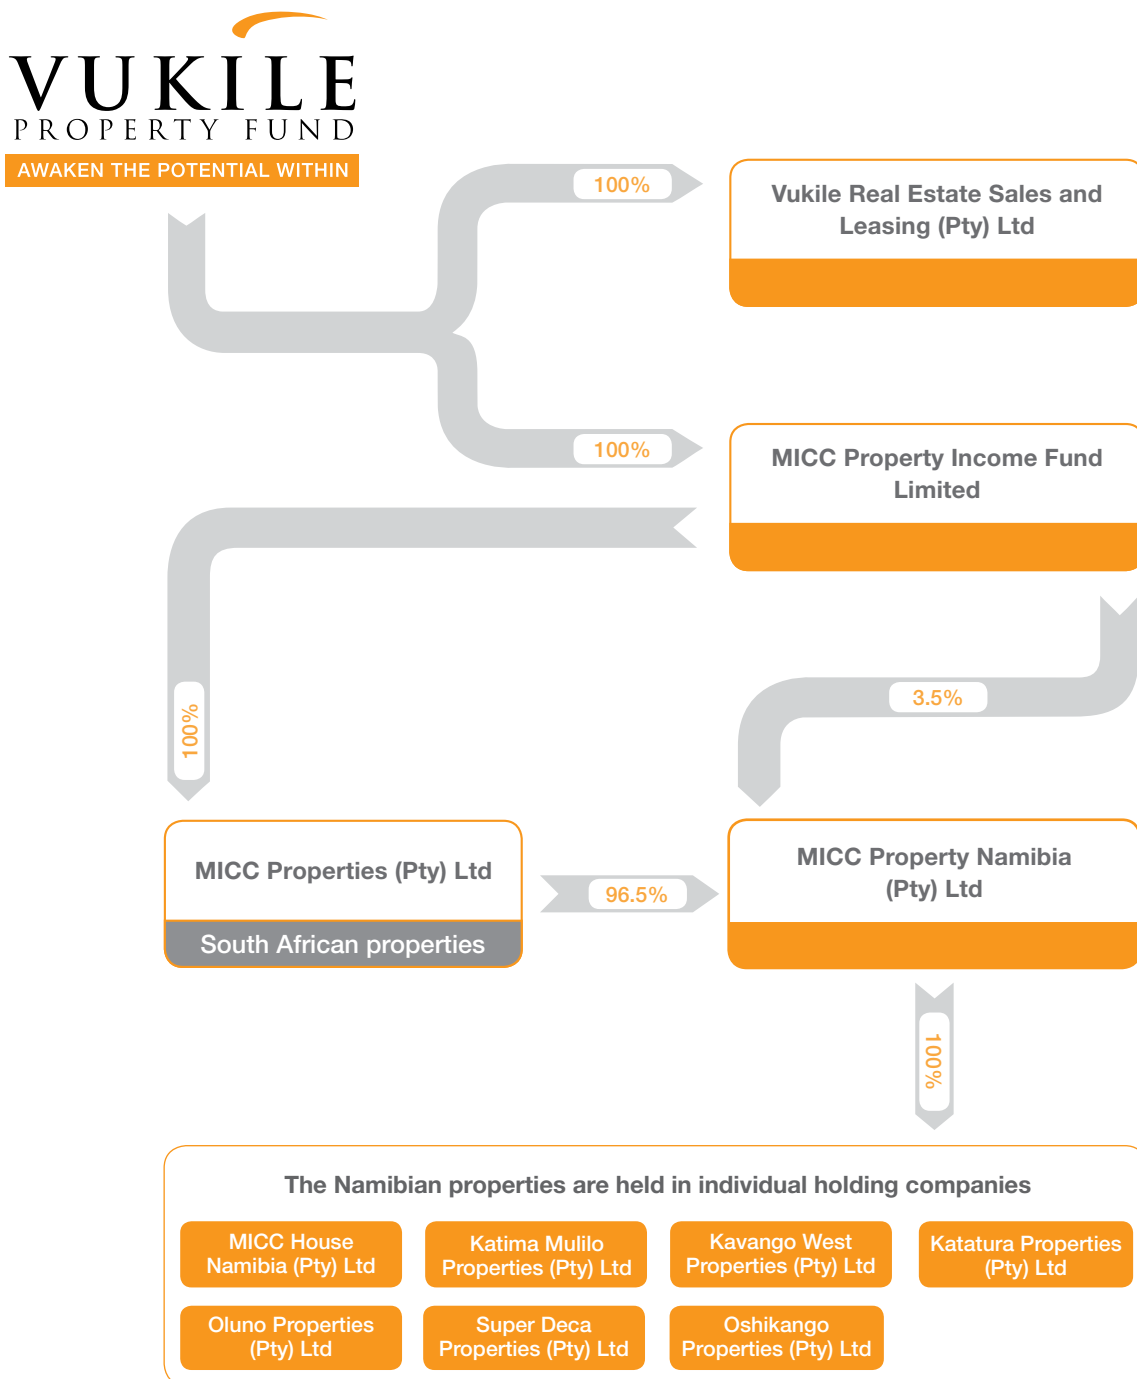 VUKILE
PROPERTY FUND
AWAKEN THE POTENTIAL WITHIN
100%
Vukile Real Estate Sales and
Leasing (Pty) Ltd
100%
MICC Property Income Fund
Limited
3.5%
100%
MICC Properties (Pty) Ltd
South African properties
96.5%
MICC Property Namibia
(Pty) Ltd
100%
The Namibian properties are held in individual holding companies
MICC House
Namibia (Pty) Ltd
Katima Mulilo
Properties (Pty) Ltd
Kavango West
Properties (Pty) Ltd
Katatura Properties
(Pty) Ltd
Oluno Properties
(Pty) Ltd
Super Deca
Properties (Pty) Ltd
Oshikango
Properties (Pty) Ltd